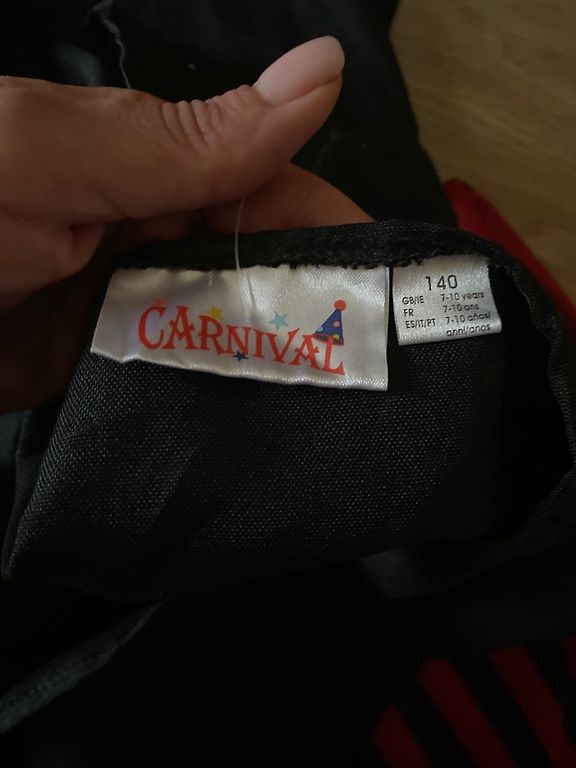 CARNIVAL
140
GB/IE 7-10 years
FR 7-10 ans
ES/IT/PT 7-10 años/
anni/anos